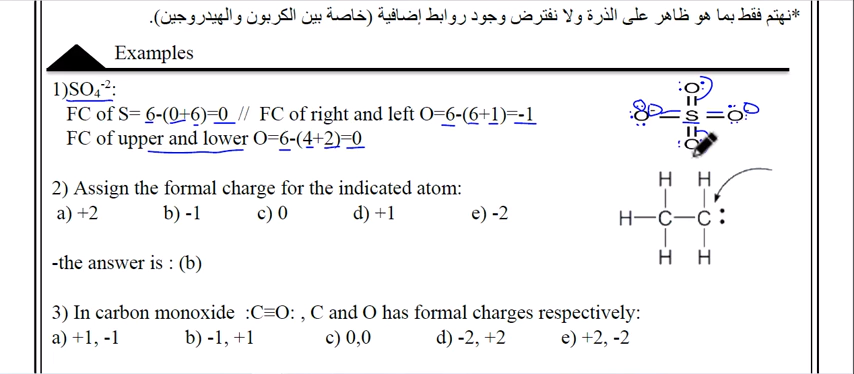 *نهتم فقط بما هو ظاهر على الذرة ولا نفترض وجود روابط إضافية (خاصة بين الكربون والهيدروجين).
Examples
1)SO₄⁻²:
FC of S= 6-(0+6)=0 // FC of right and left O=6-(6+1)=-1
FC of upper and lower O=6-(4+2)=0
:O:
:O—S—O:
:O:
2) Assign the formal charge for the indicated atom:
a) +2 b) -1 c) 0 d) +1 e) -2
H H
H—C—C:
H H
-the answer is : (b)
3) In carbon monoxide :C≡O: , C and O has formal charges respectively:
a) +1, -1 b) -1, +1 c) 0,0 d) -2, +2 e) +2, -2